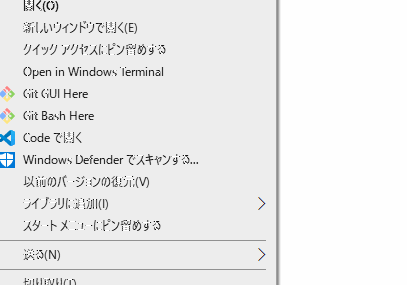 開く(O)
新しいウィンドウで開く(E)
クイック アクセスにピン留めする
Open in Windows Terminal
Git GUI Here
Git Bash Here
Code で開く
Windows Defender でスキャンする...
以前のバージョンの復元(V)
ライブラリに追加(I)
スタート メニューにピン留めする
送る(N)
切り取り(T)